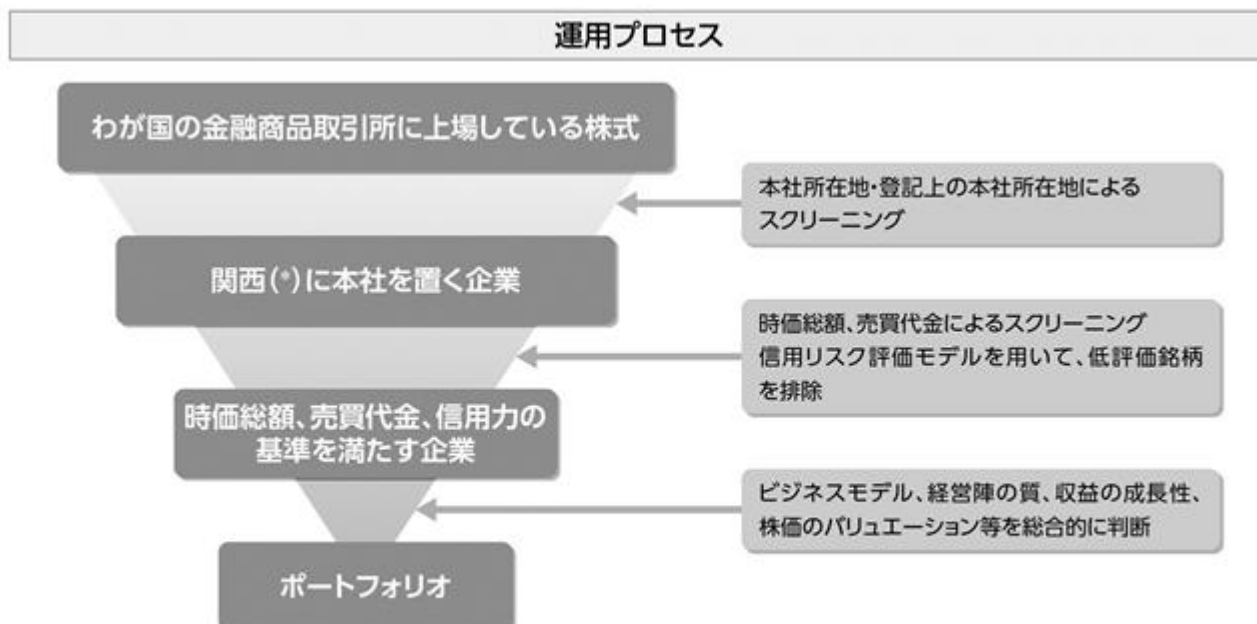 運用プロセス
わが国の金融商品取引所に上場している株式
本社所在地・登記上の本社所在地による
スクリーニング
関西(*)に本社を置く企業
時価総額、売買代金によるスクリーニング
信用リスク評価モデルを用いて、低評価銘柄
を排除
時価総額、売買代金、信用力の
基準を満たす企業
ビジネスモデル、経営陣の質、収益の成長性、
株価のバリュエーション等を総合的に判断
ポートフォリオ